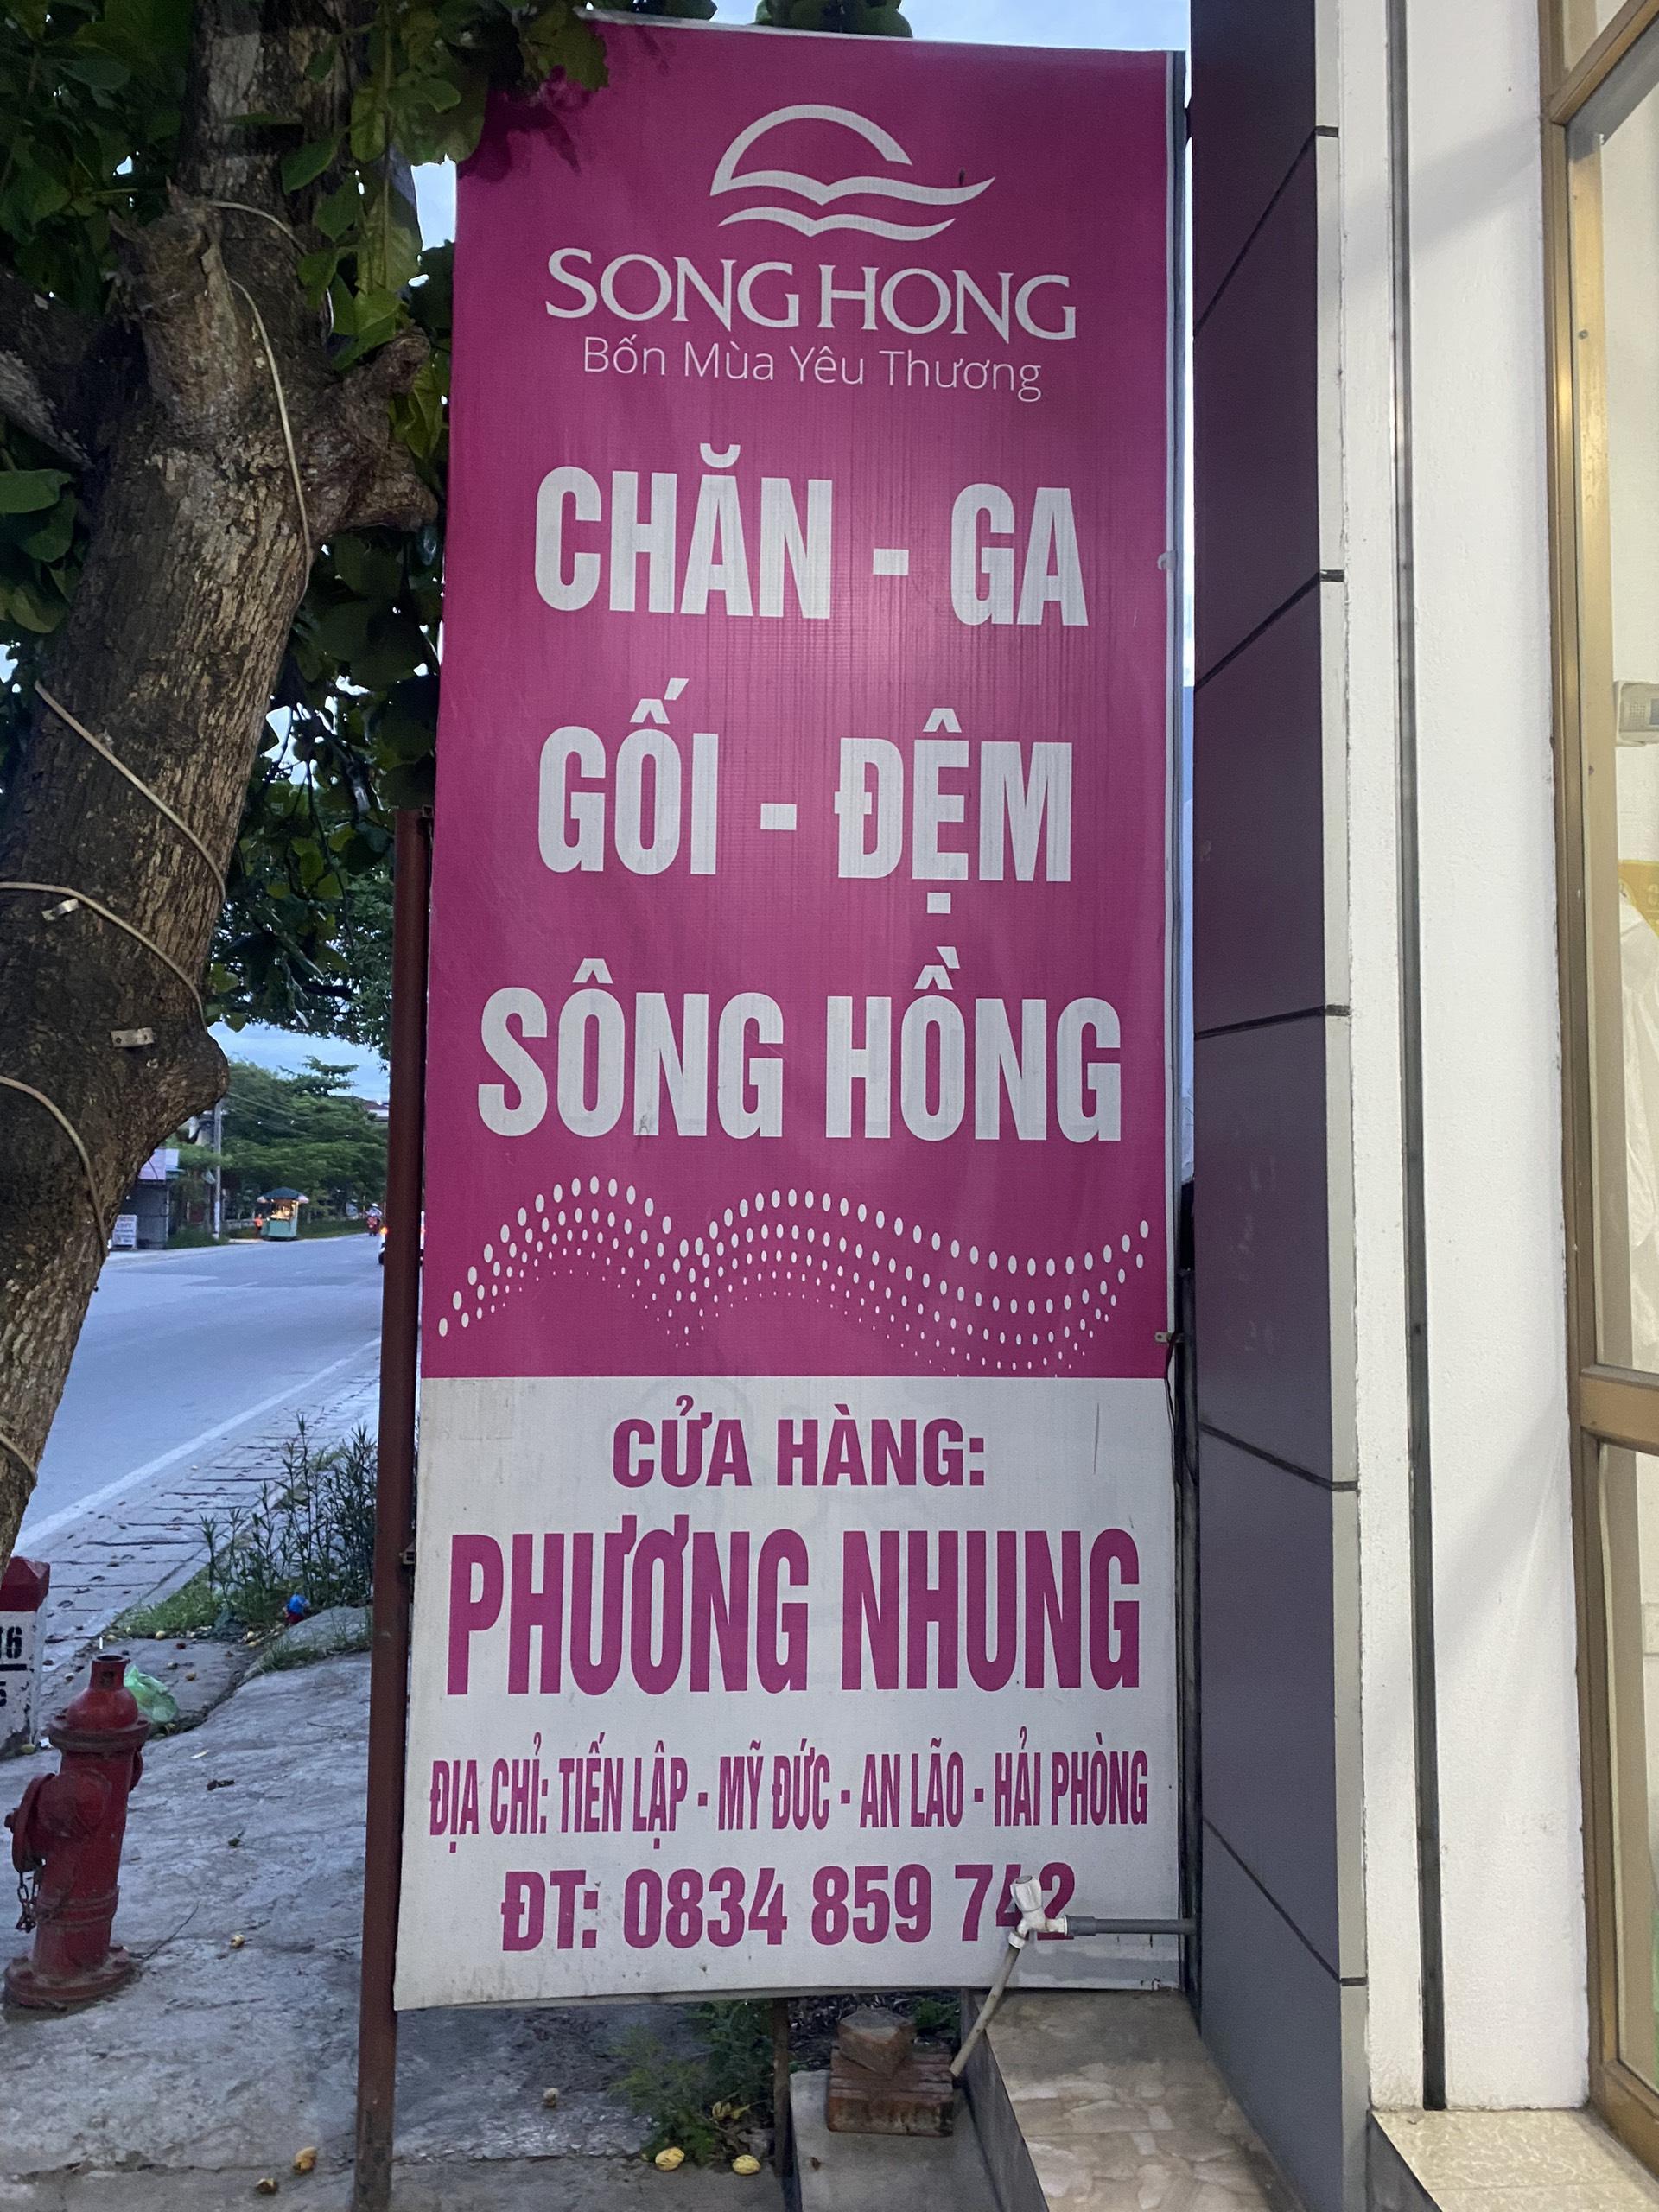 SONG HONG
Bốn Mùa Yêu Thương
CHĂN - GA
GỐI - ĐỆM
SÔNG HỒNG
CỬA HÀNG:
PHƯƠNG NHUNG
ĐỊA CHỈ: TIẾN LẬP - MỸ ĐỨC - AN LÃO - HẢI PHÒNG
ĐT: 0834 859 742